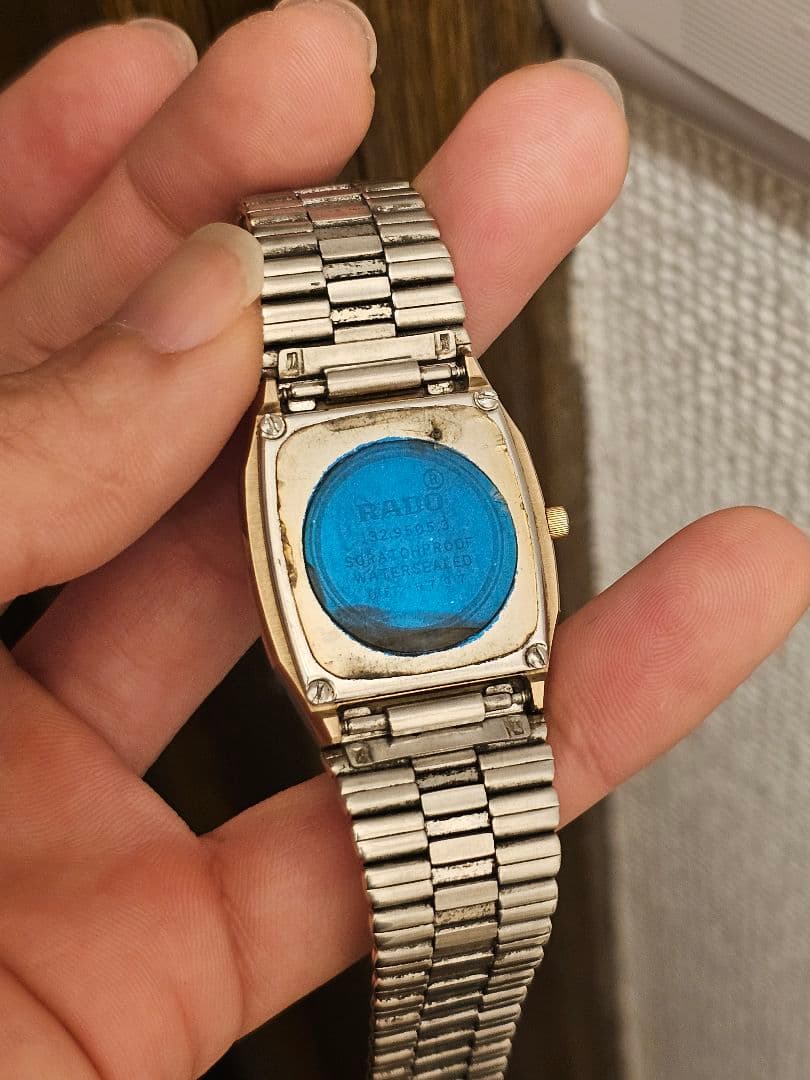 ®
RADO
132.9505.3
SCRATCHPROOF
WATERSEALED